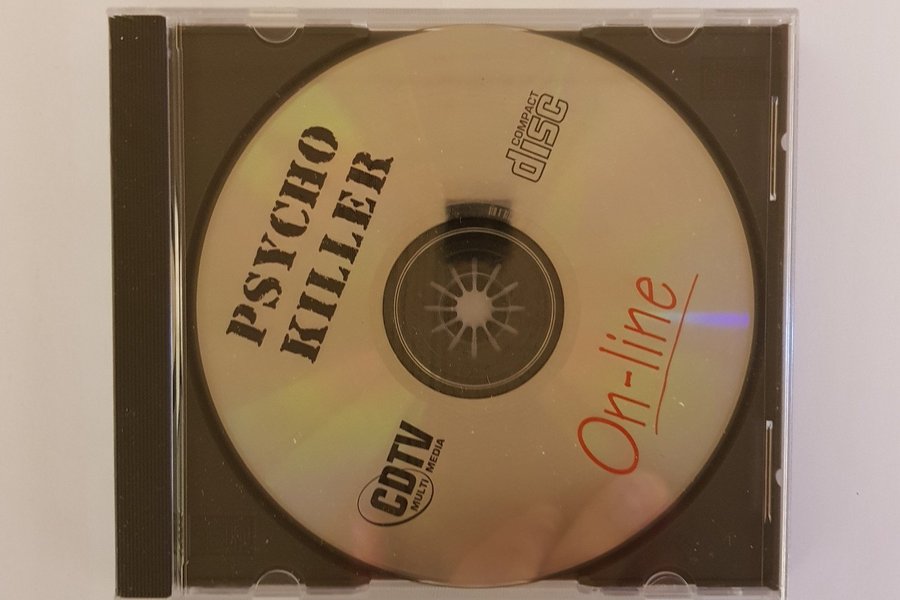 PSYCHO
KILLER
COMPACT
disc
On-line
CDTV
MULTI MEDIA